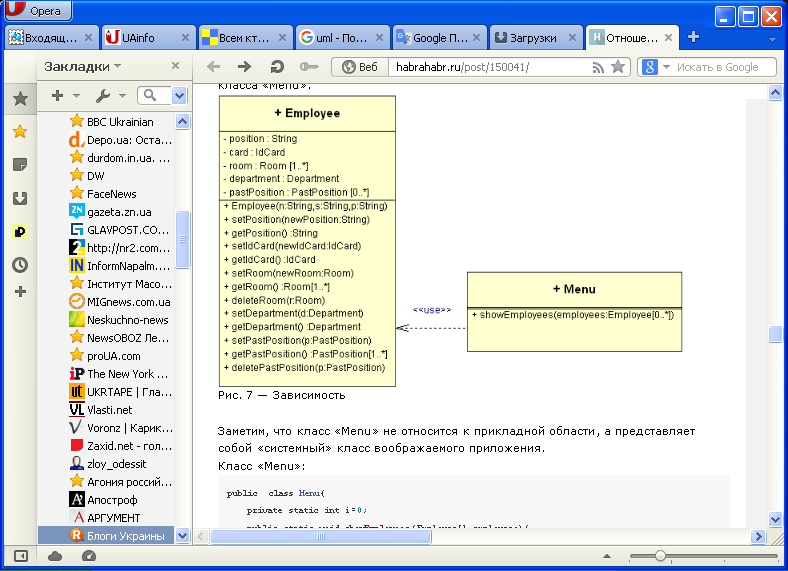 Opera
Входящ...
UAinfo
Всем кт...
uml - По...
Google П...
Загрузки
Отноше...
Закладки
Веб
habrahabr.ru/post/150041/
Искать в Google
BBC Ukrainian
Depo.ua: Оста...
durdom.in.ua. ...
DW
FaceNews
gazeta.zn.ua
GLAVPOST.CO...
http://nr2.com...
InformNapalm....
Інститут Масо...
MIGnews.com.ua
Neskuchno-news
NewsOBOZ Ле...
proUA.com
The New York ...
UKRTAPE | Гла...
Vlasti.net
Voronz | Карик...
Zaxid.net - гол...
zloy_odessit
Агония россий...
Апостроф
АРГУМЕНТ
Блоги Украины
класса «Menu»:
+ Employee
- position : String
- card : IdCard
- room : Room [1..*]
- department : Department
- pastPosition : PastPosition [0..*]
+ Employee(n:String,s:String,p:String)
+ setPosition(newPosition:String)
+ getPosition() :String
+ setIdCard(newIdCard:IdCard)
+ getIdCard() :IdCard
+ setRoom(newRoom:Room)
+ getRoom() :Room[1..*]
+ deleteRoom(r:Room)
+ setDepartment(d:Department)
+ getDepartment() :Department
+ setPastPosition(p:PastPosition)
+ getPastPosition() :PastPosition[1..*]
+ deletePastPosition(p:PastPosition)
<<use>>
+ Menu
+ showEmployees(employees:Employee[0..*])
Рис. 7 — Зависимость
Заметим, что класс «Menu» не относится к прикладной области, а представляет
собой «системный» класс воображаемого приложения.
Класс «Menu»:
public class Menu{
private static int i=0;
public static void showEmployees(Employee[] employees){